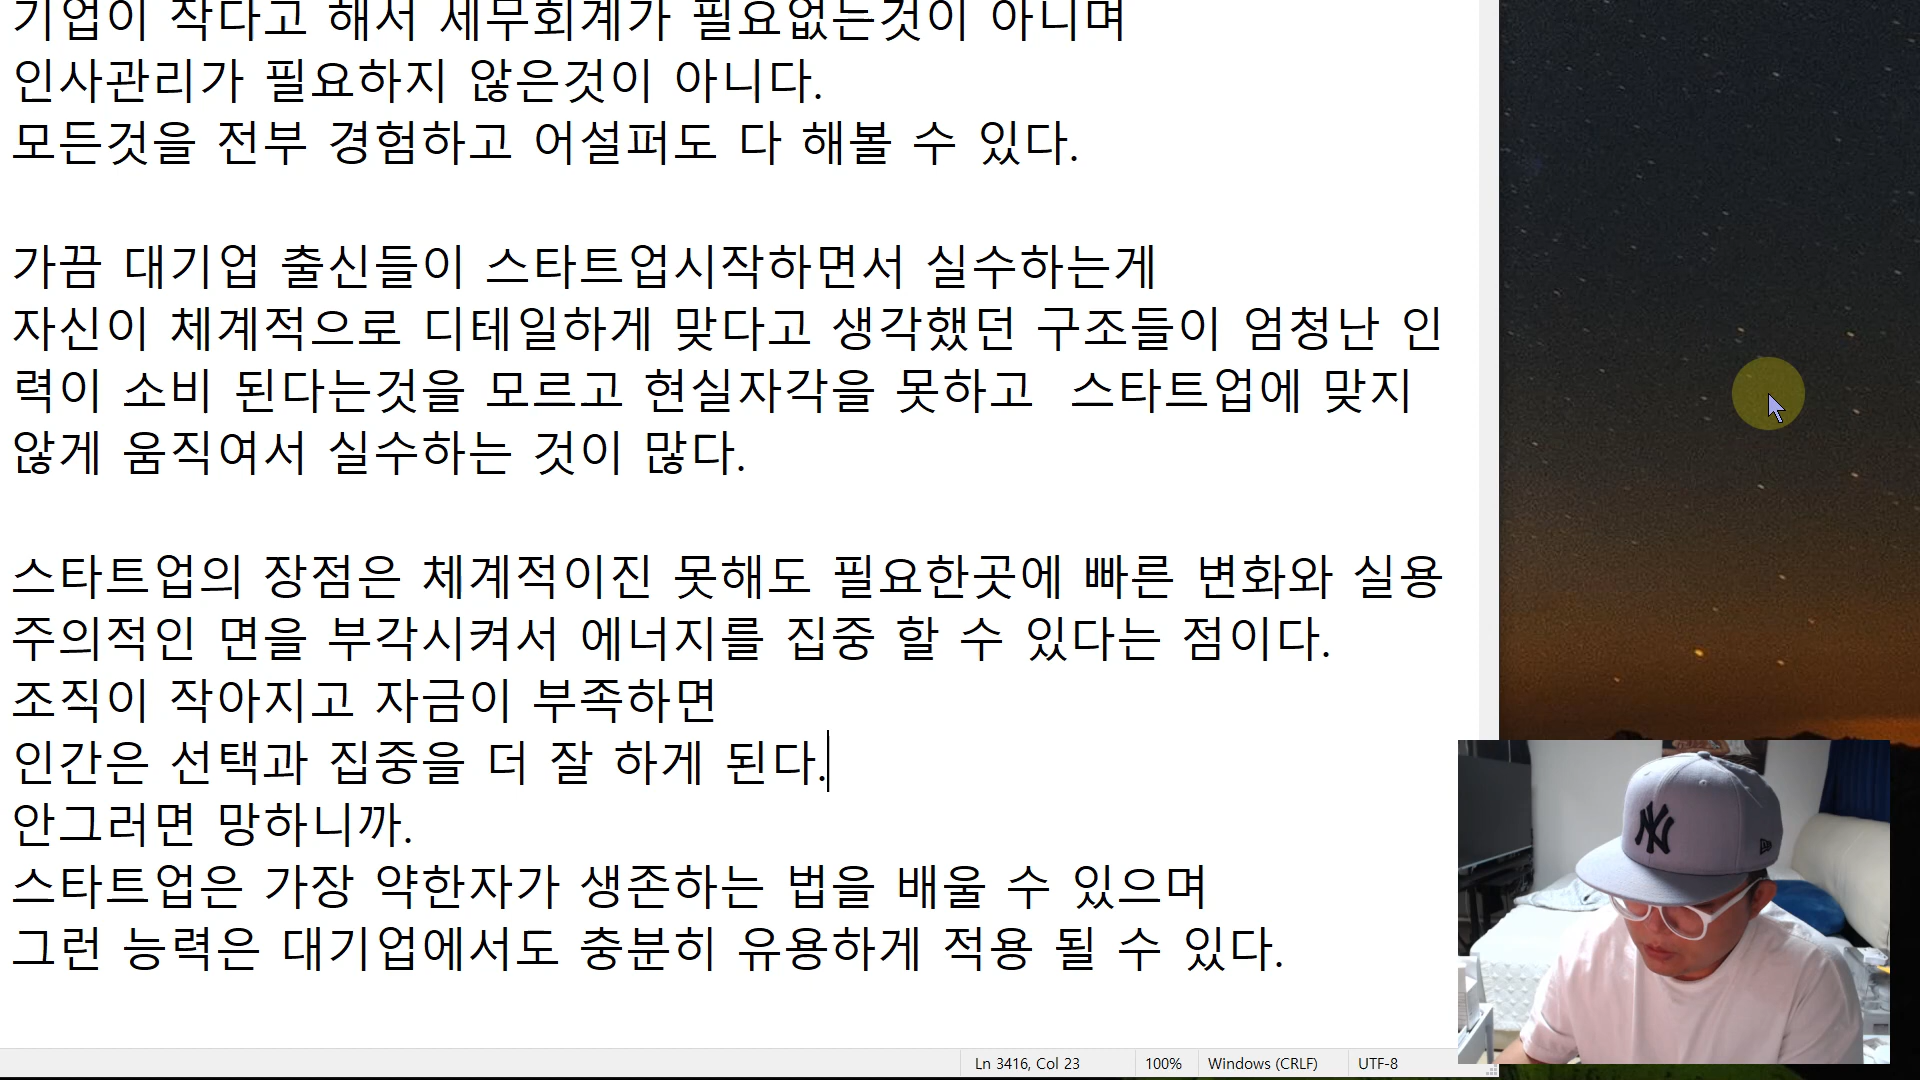 기업이 작다고 해서 세무회계가 필요없는것이 아니며
인사관리가 필요하지 않은것이 아니다.
모든것을 전부 경험하고 어설퍼도 다 해볼 수 있다.
가끔 대기업 출신들이 스타트업시작하면서 실수하는게
자신이 체계적으로 디테일하게 맞다고 생각했던 구조들이 엄청난 인
력이 소비 된다는것을 모르고 현실자각을 못하고  스타트업에 맞지
않게 움직여서 실수하는 것이 많다.
스타트업의 장점은 체계적이진 못해도 필요한곳에 빠른 변화와 실용
주의적인 면을 부각시켜서 에너지를 집중 할 수 있다는 점이다.
조직이 작아지고 자금이 부족하면
인간은 선택과 집중을 더 잘 하게 된다.
안그러면 망하니까.
스타트업은 가장 약한자가 생존하는 법을 배울 수 있으며
그런 능력은 대기업에서도 충분히 유용하게 적용 될 수 있다.
NY
Ln 3416, Col 23 100% Windows (CRLF) UTF-8